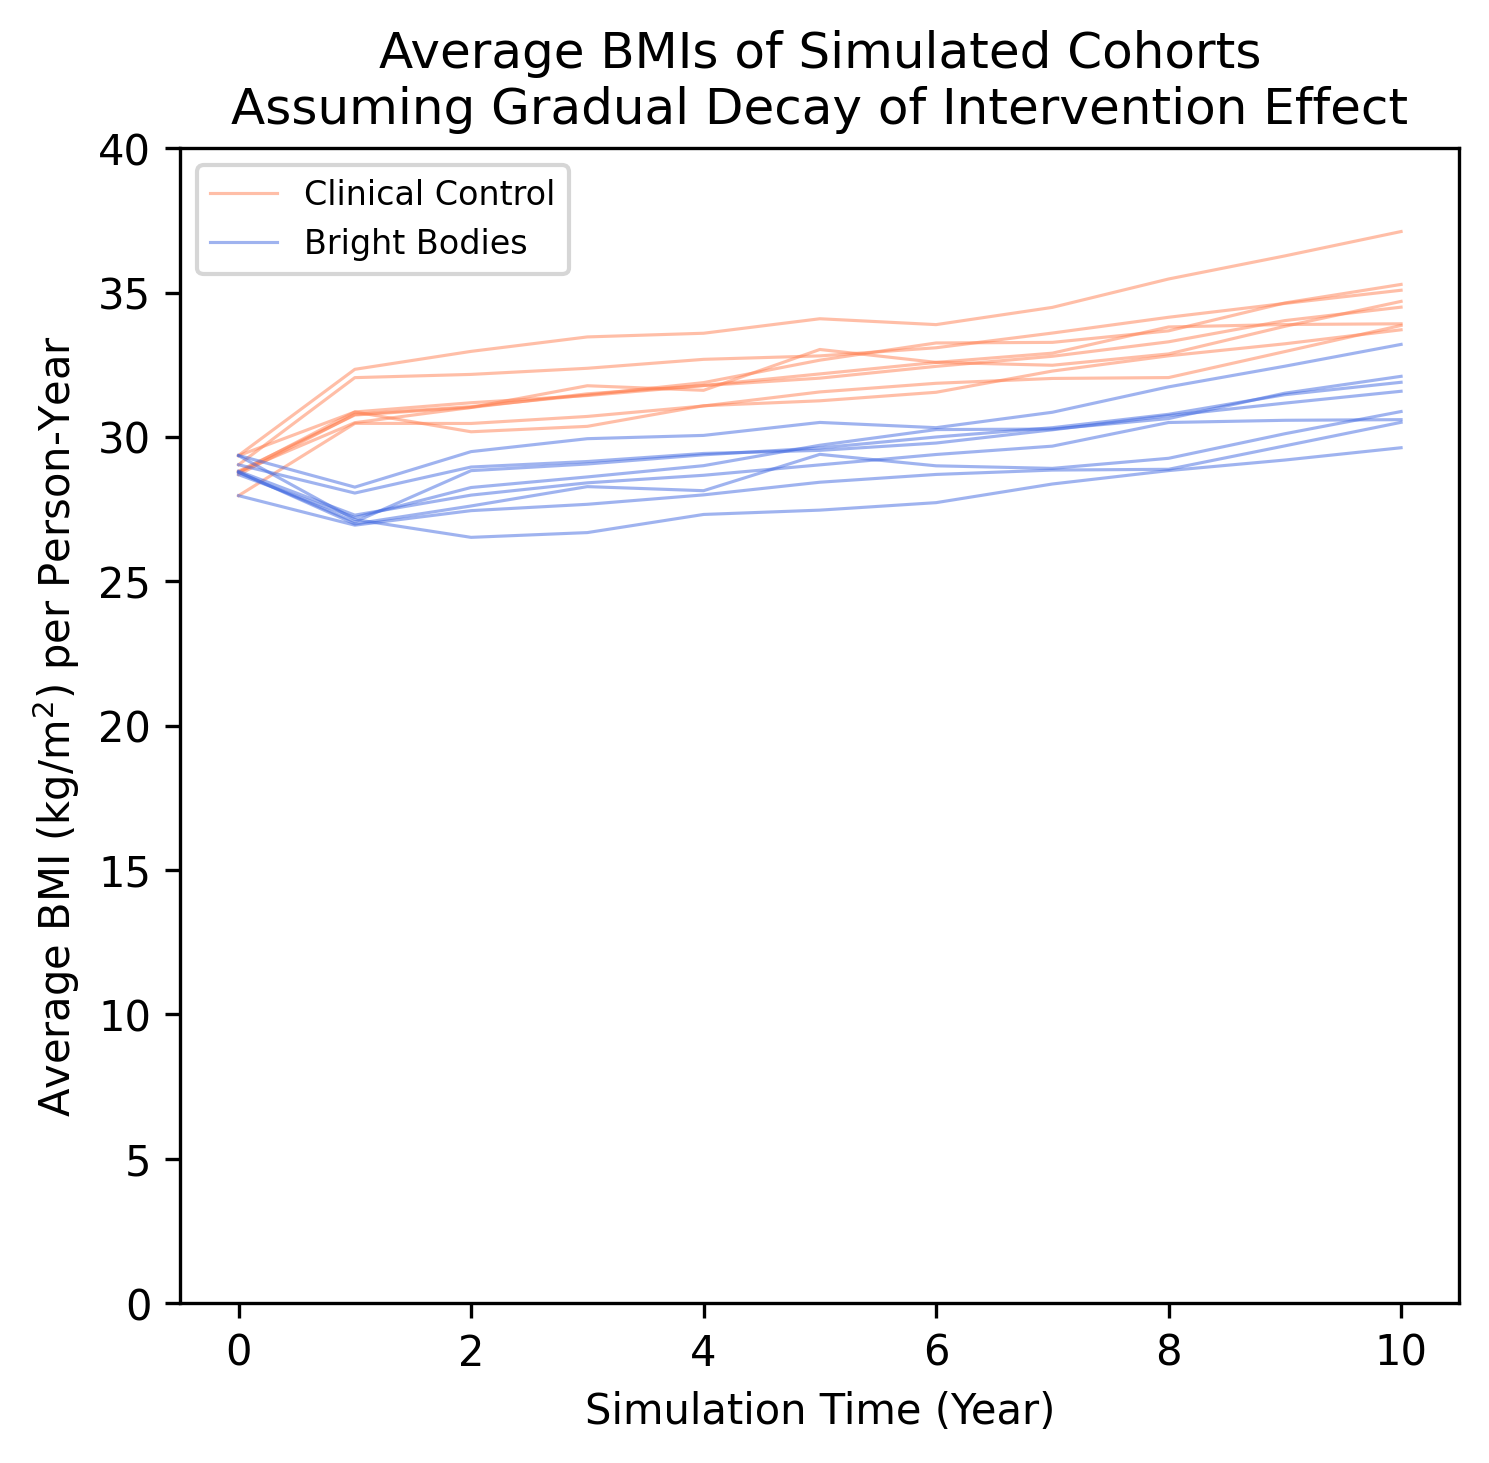 Average BMIs of Simulated Cohorts
Assuming Gradual Decay of Intervention Effect
Clinical Control
Bright Bodies
Average BMI (kg/m²) per Person-Year
40
35
30
25
20
15
10
5
0
0 2 4 6 8 10
Simulation Time (Year)